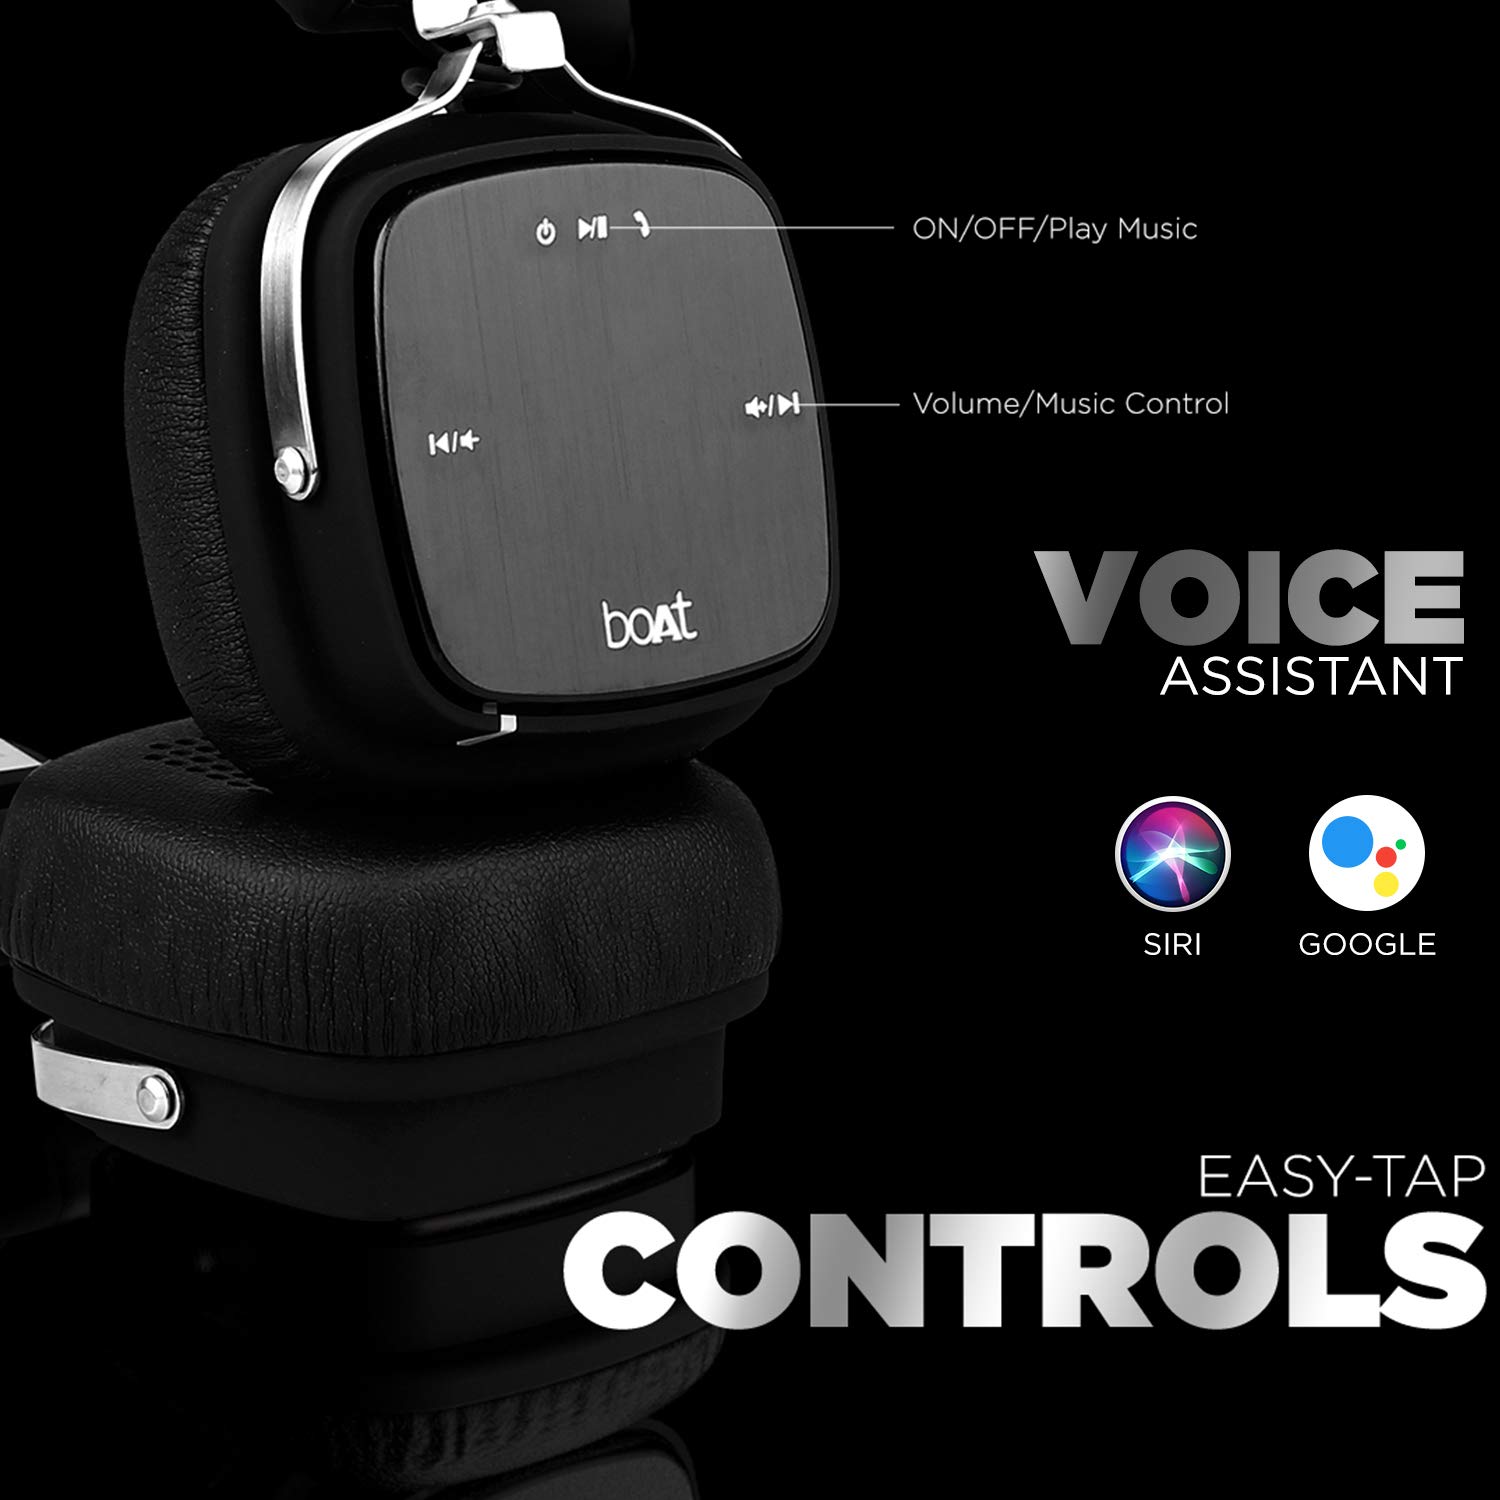 ON/OFF/Play Music
Volume/Music Control
boAt
VOICE
ASSISTANT
SIRI
GOOGLE
EASY-TAP
CONTROLS